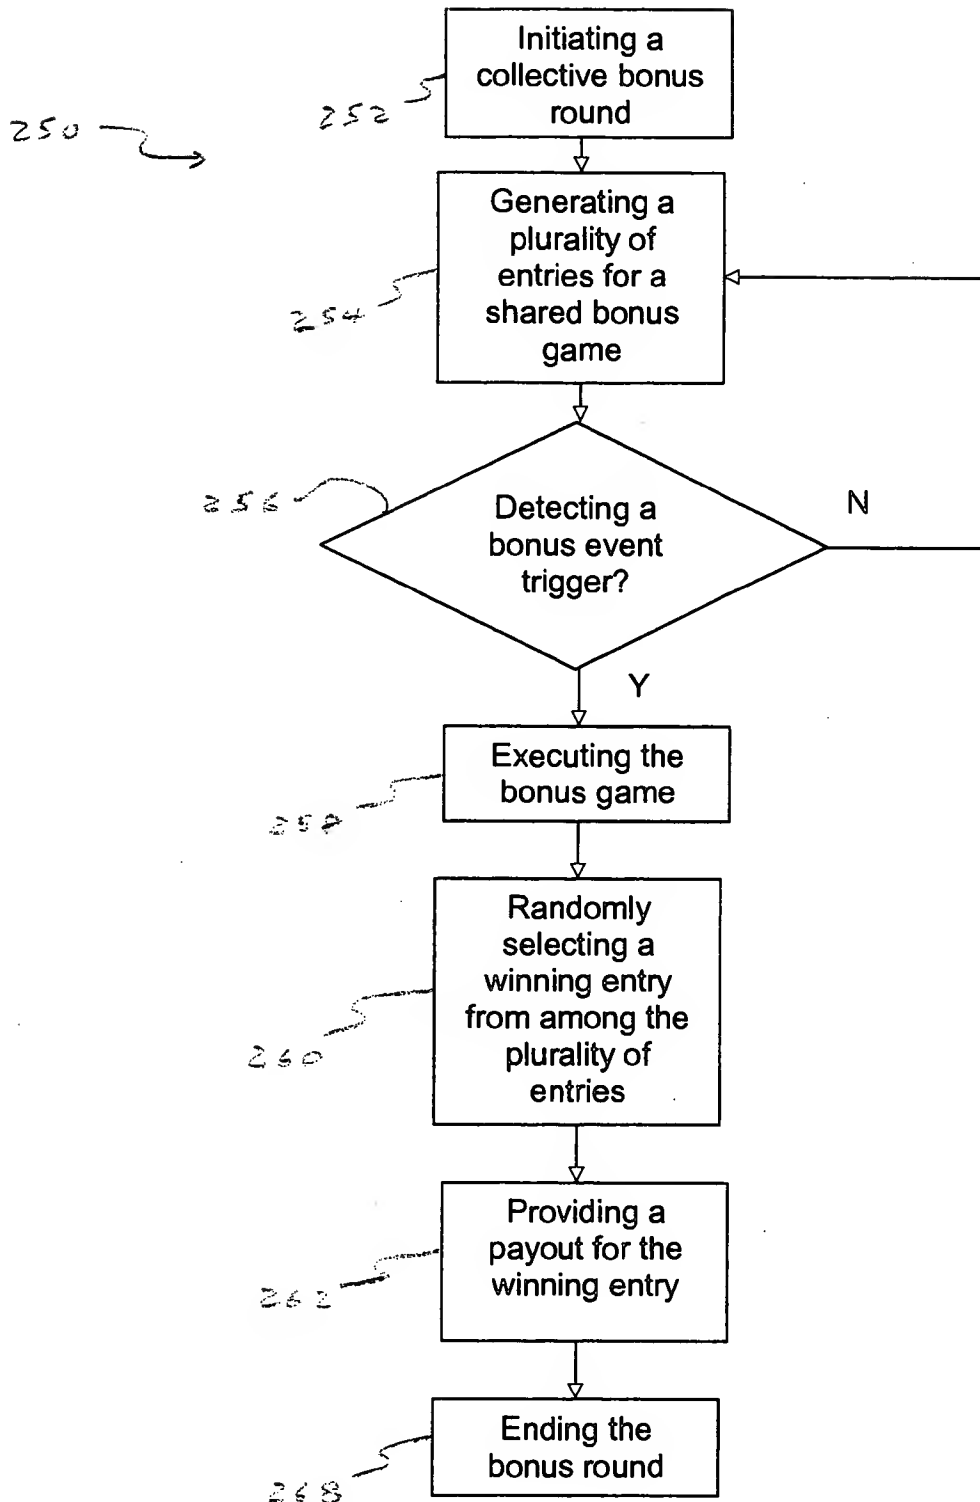 Initiating a
collective bonus
round
252
250
Generating a
plurality of
entries for a
shared bonus
game
254
Detecting a
bonus event
trigger?
256
N
Y
Executing the
bonus game
Randomly
selecting a
winning entry
from among the
plurality of
entries
260
Providing a
payout for the
winning entry
262
Ending the
bonus round
268